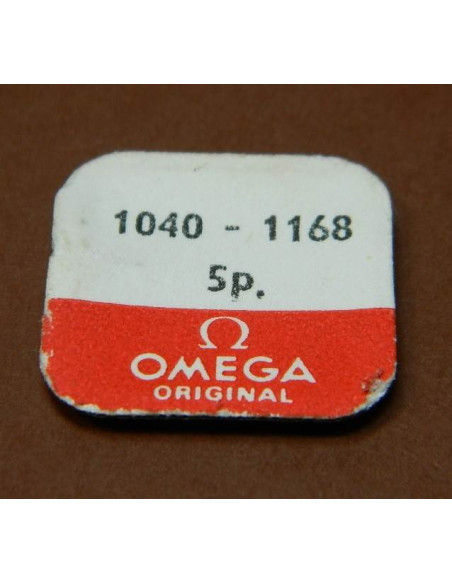 1040 - 1168
5p.
Ω
OMEGA
ORIGINAL